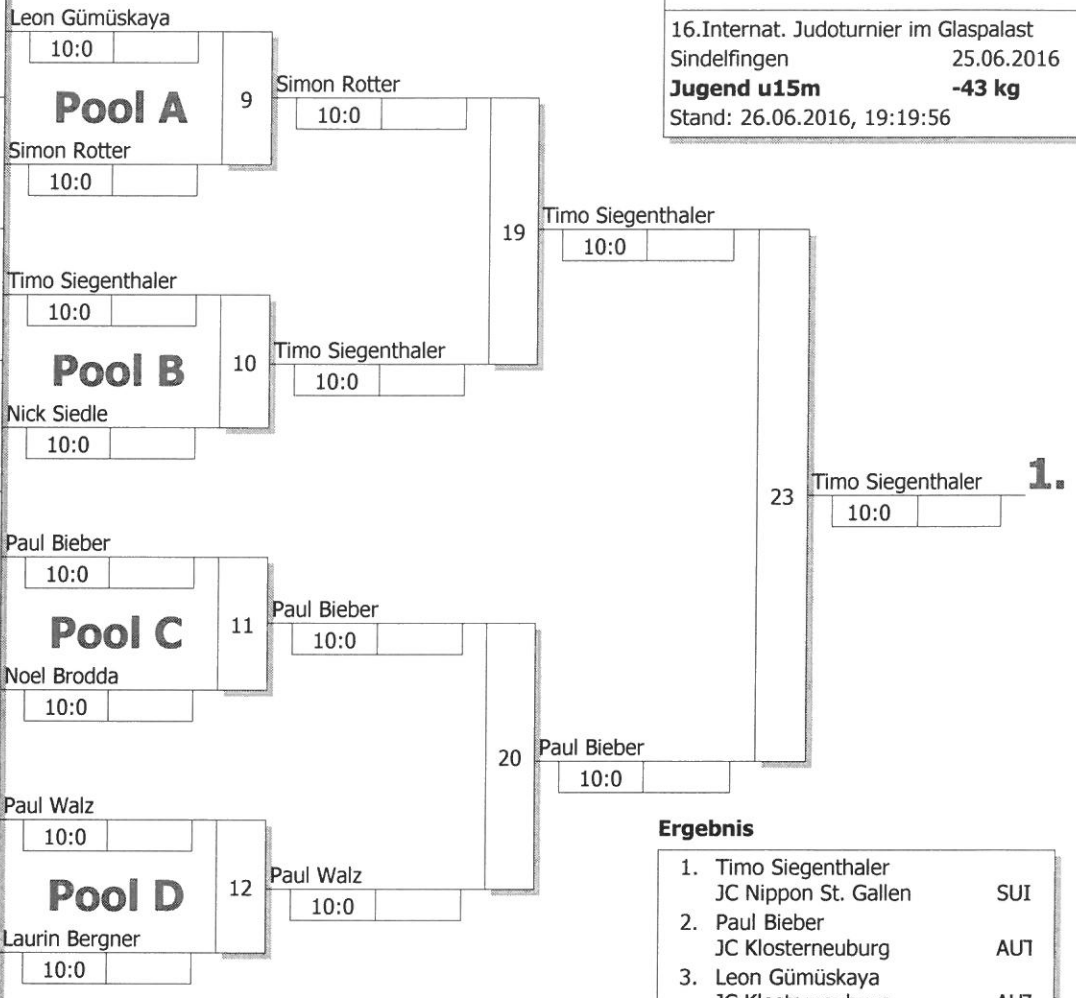 16.Internat. Judoturnier im Glaspalast
Sindelfingen 25.06.2016
Jugend u15m -43 kg
Stand: 26.06.2016, 19:19:56
Leon Gümüskaya
10:0
Pool A
9
Simon Rotter
10:0
Simon Rotter
10:0
19
Timo Siegenthaler
10:0
Timo Siegenthaler
10:0
Pool B
10
Timo Siegenthaler
10:0
Nick Siedle
10:0
23
Timo Siegenthaler
1.
10:0
Paul Bieber
10:0
Pool C
11
Paul Bieber
10:0
Noel Brodda
10:0
20
Paul Bieber
10:0
Paul Walz
10:0
Pool D
12
Paul Walz
10:0
Laurin Bergner
10:0
Ergebnis
1. Timo Siegenthaler
JC Nippon St. Gallen SUI
2. Paul Bieber
JC Klosterneuburg AUT
3. Leon Gümüskaya